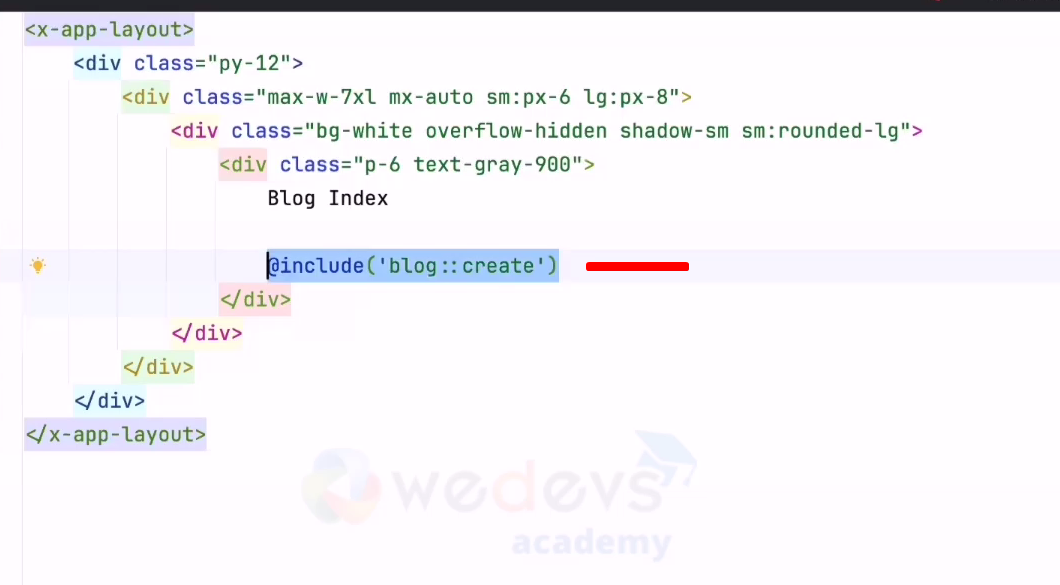 <x-app-layout>
<div class="py-12">
<div class="max-w-7xl mx-auto sm:px-6 lg:px-8">
<div class="bg-white overflow-hidden shadow-sm sm:rounded-lg">
<div class="p-6 text-gray-900">
Blog Index
@include('blog::create')
</div>
</div>
</div>
</div>
</x-app-layout>
wedevs
academy